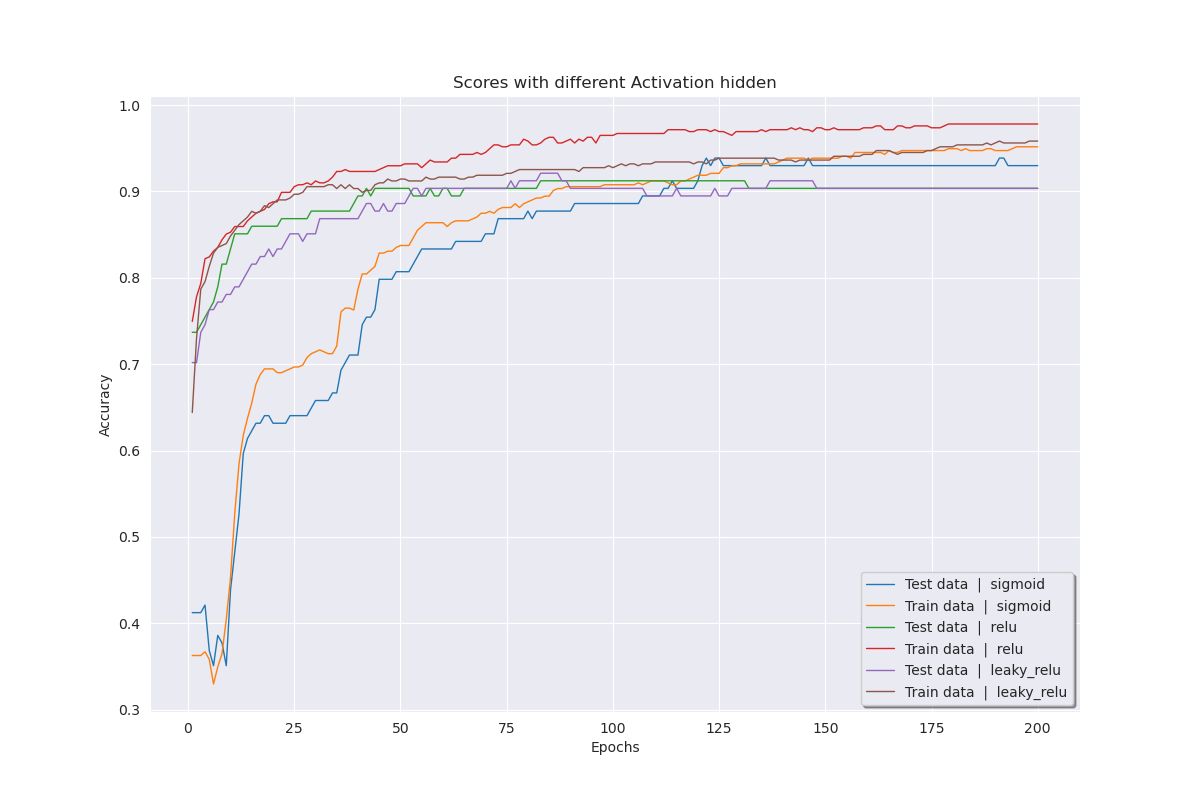 Scores with different Activation hidden
1.0
0.9
0.8
0.7
0.6
0.5
0.4
0.3
Accuracy
0 25 50 75 100 125 150 175 200
Epochs
Test data | sigmoid
Train data | sigmoid
Test data | relu
Train data | relu
Test data | leaky_relu
Train data | leaky_relu